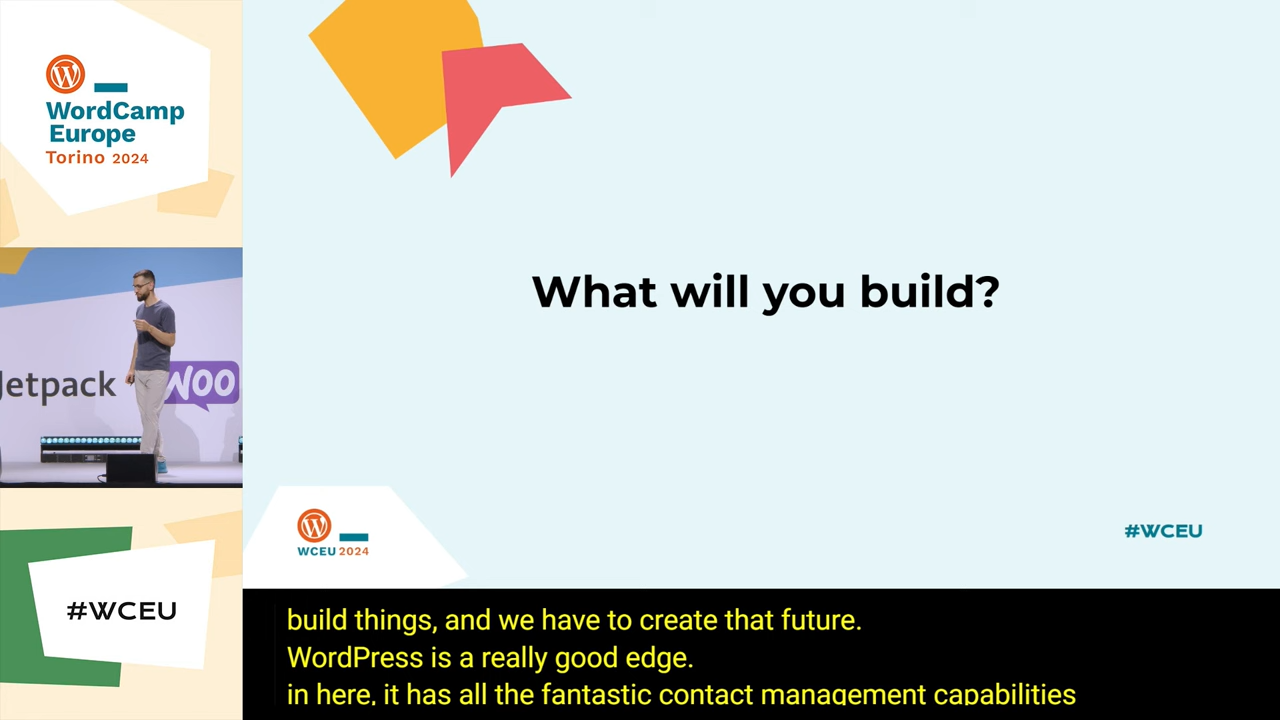 WordCamp
Europe
Torino 2024
Jetpack
WOO
#WCEU
What will you build?
WCEU 2024
#WCEU
build things, and we have to create that future.
WordPress is a really good edge.
in here, it has all the fantastic contact management capabilities